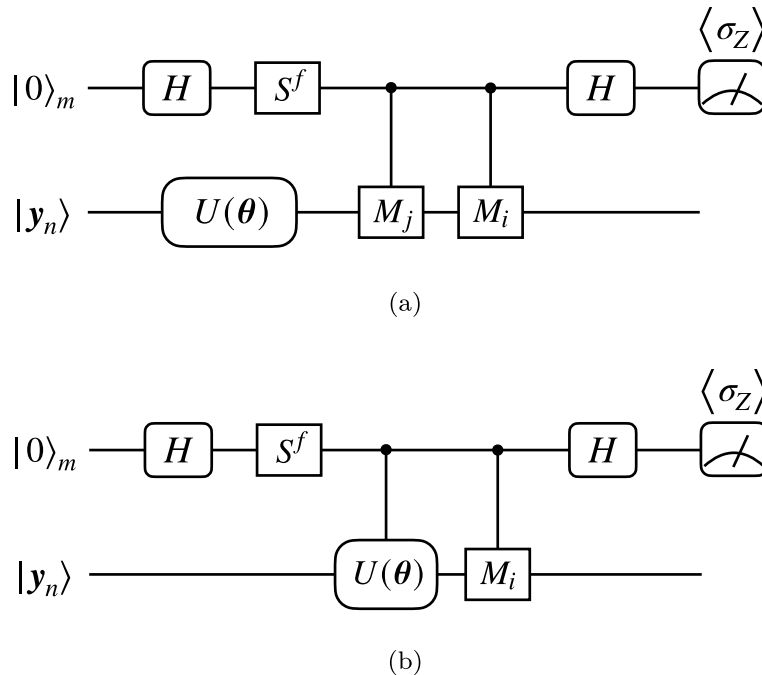 ⟨σ_Z⟩
|0⟩_m H S^f H
|y_n⟩ U(θ) M_j M_i
(a)
⟨σ_Z⟩
|0⟩_m H S^f H
|y_n⟩ U(θ) M_i
(b)